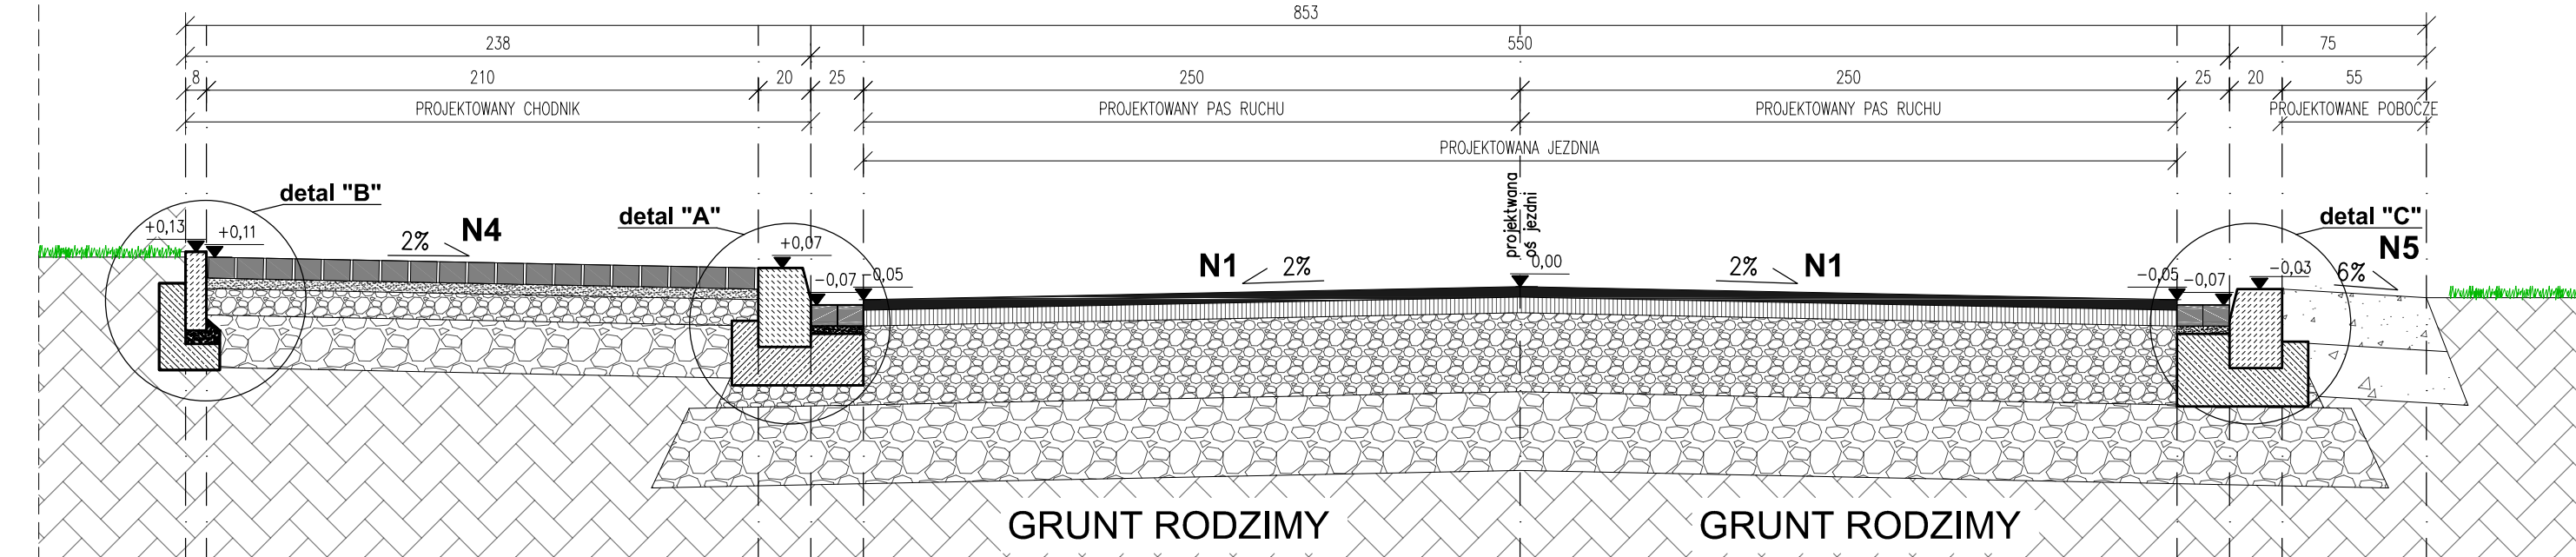 853
238 550 75
8 210 20 25 250 250 25 20 55
PROJEKTOWANY CHODNIK PROJEKTOWANY PAS RUCHU PROJEKTOWANY PAS RUCHU PROJEKTOWANE POBOCZE
PROJEKTOWANA JEZDNIA
projektwana
oś jezdni
detal "B"
detal "A"
detal "C"
+0,13 +0,11 2% N4 +0,07 -0,07 -0,05 N1 2% 0,00 2% N1 -0,05 -0,07 -0,03 6% N5
GRUNT RODZIMY GRUNT RODZIMY